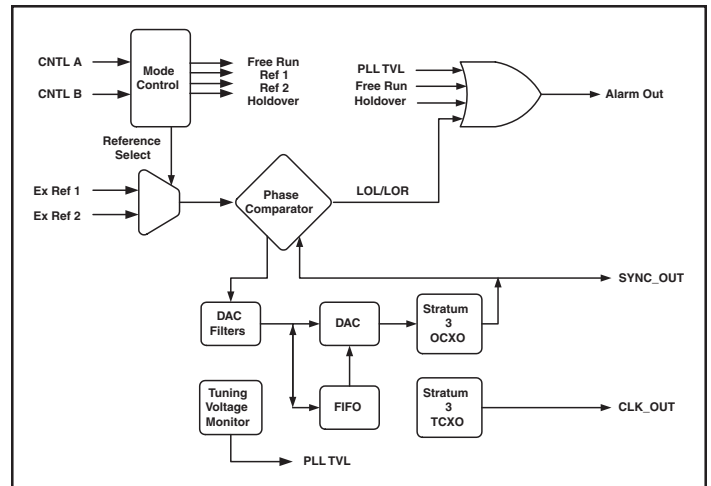 CNTL A
CNTL B
Mode
Control
Free Run
Ref 1
Ref 2
Holdover
PLL TVL
Free Run
Holdover
Alarm Out
Reference
Select
Ex Ref 1
Ex Ref 2
Phase
Comparator
LOL/LOR
SYNC_OUT
DAC
Filters
DAC
Stratum
3
OCXO
Tuning
Voltage
Monitor
FIFO
Stratum
3
TCXO
CLK_OUT
PLL TVL